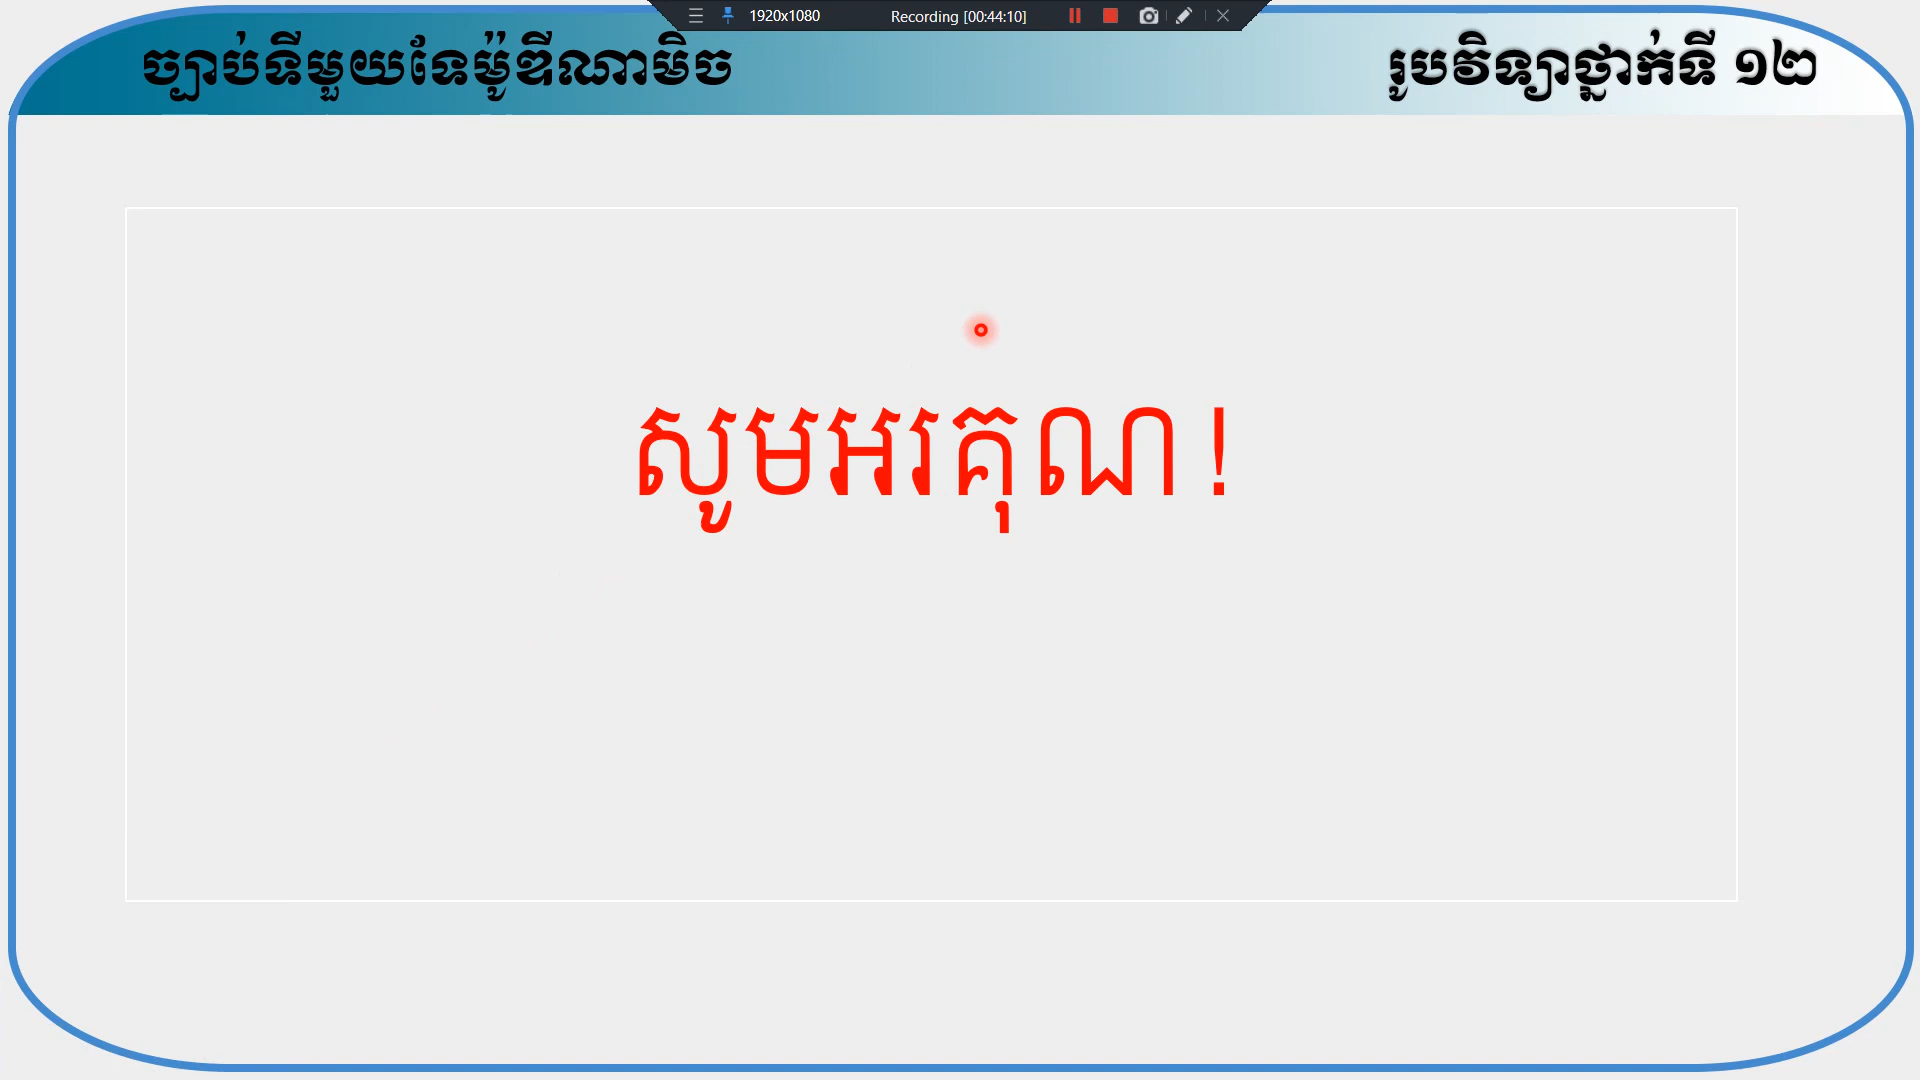 1920x1080 Recording [00:44:10]
ច្បាប់ទីមួយទែម៉ូឌីណាមិច រូបវិទ្យាថ្នាក់ទី ១២
សូមអរគុណ!